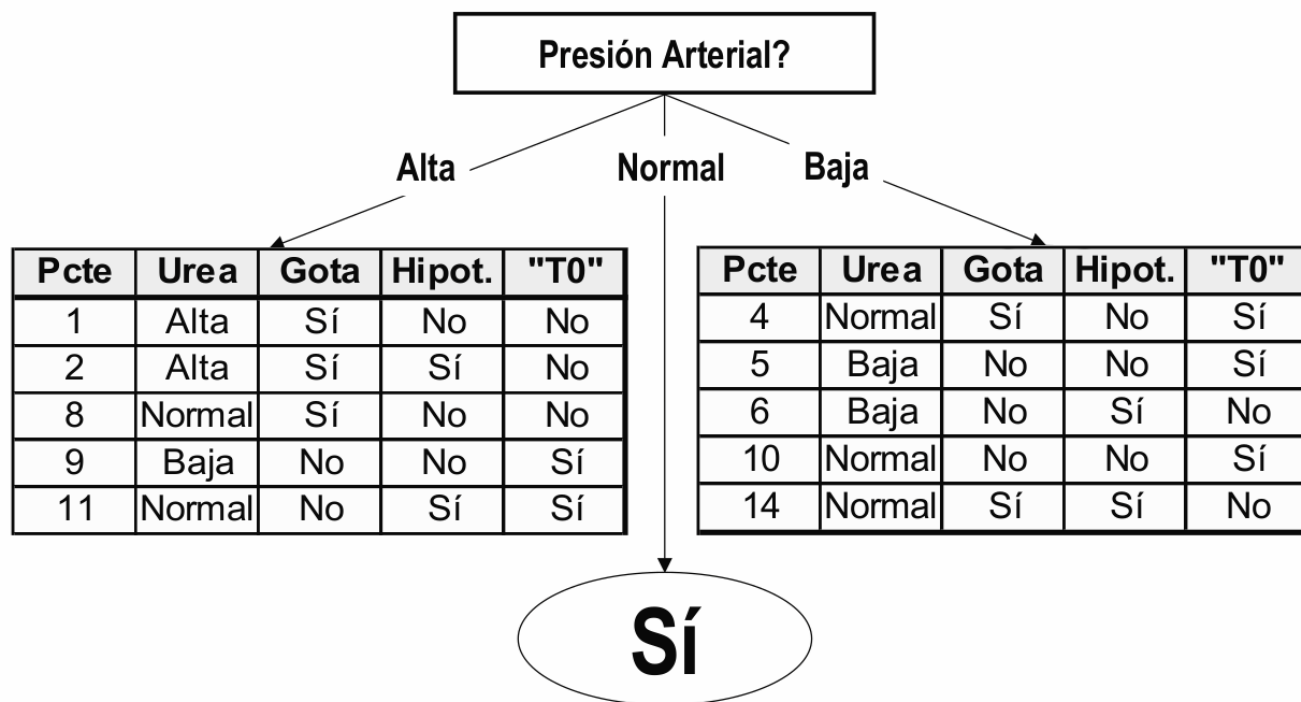 Presión Arterial?
Alta Normal Baja
Pcte Urea Gota Hipot. "T0"
1 Alta Sí No No
2 Alta Sí Sí No
8 Normal Sí No No
9 Baja No No Sí
11 Normal No Sí Sí
Pcte Urea Gota Hipot. "T0"
4 Normal Sí No Sí
5 Baja No No Sí
6 Baja No Sí No
10 Normal No No Sí
14 Normal Sí Sí No
Sí